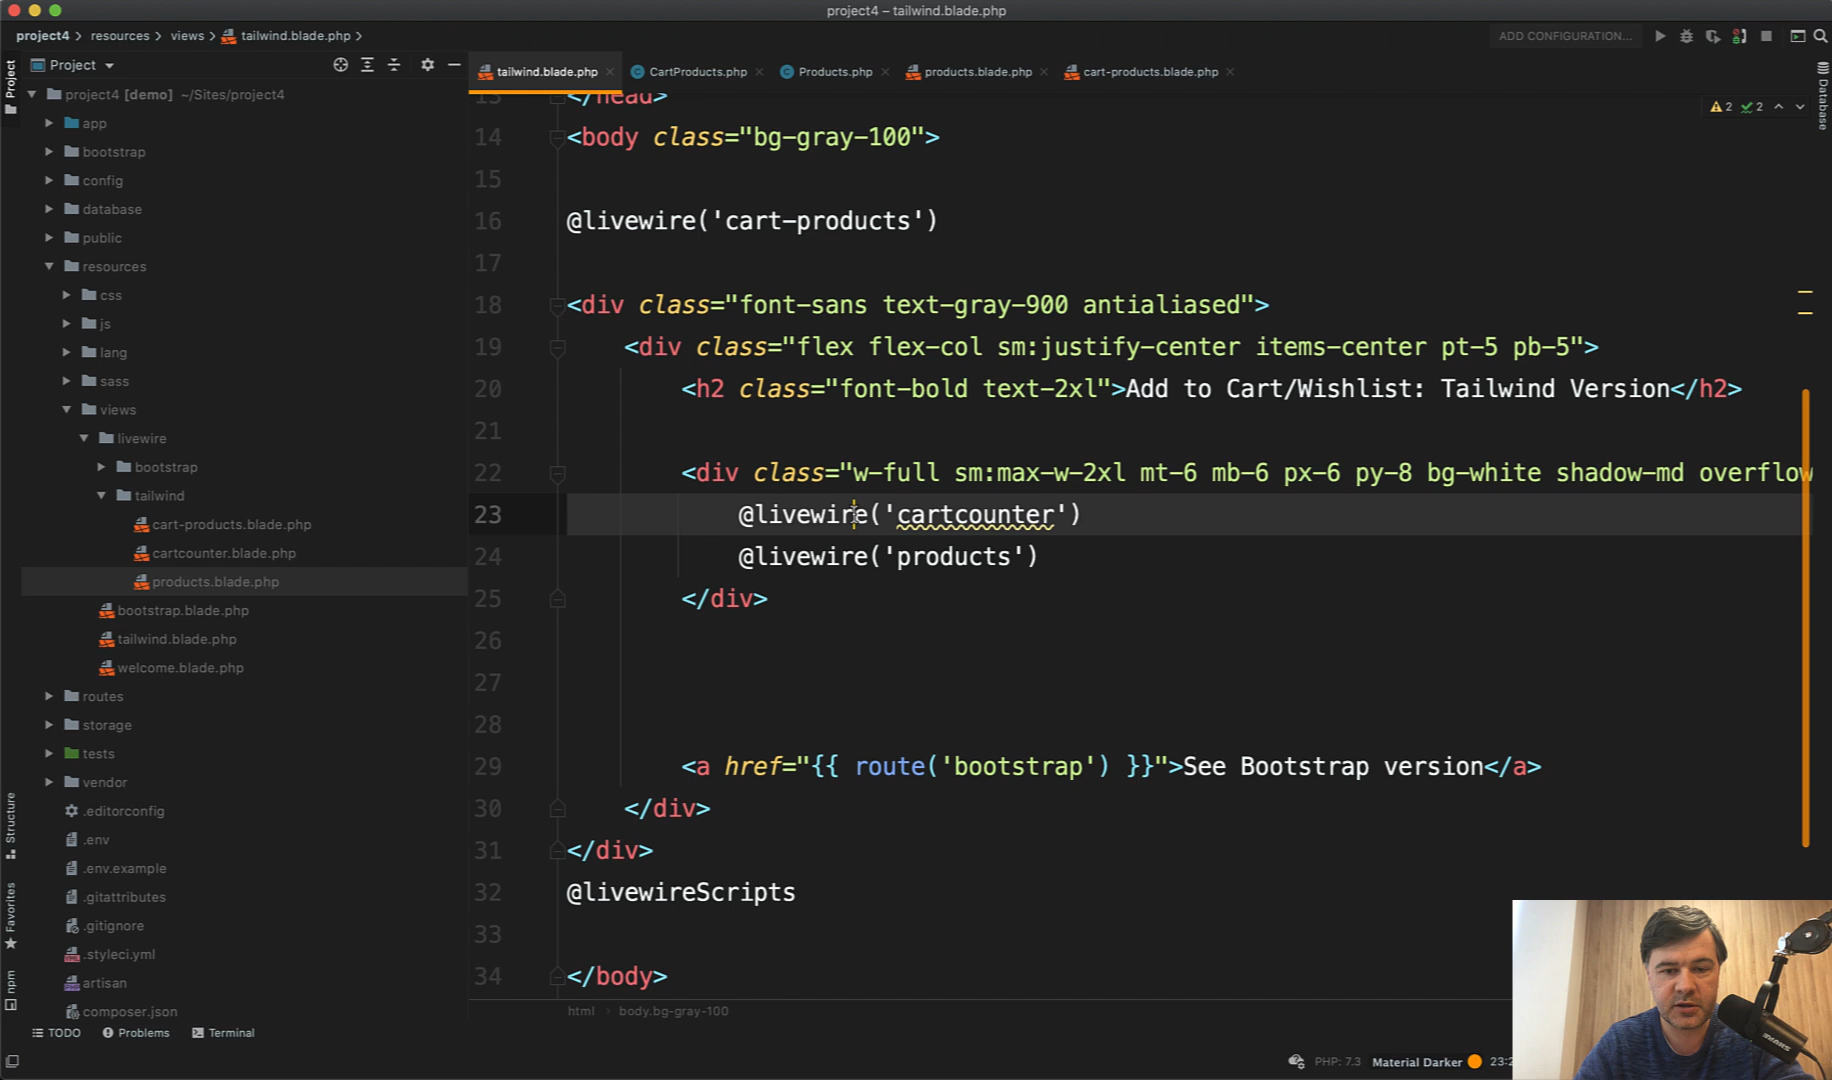 project4 – tailwind.blade.php
project4 > resources > views > tailwind.blade.php >
ADD CONFIGURATION...
Project
tailwind.blade.php
CartProducts.php
Products.php
products.blade.php
cart-products.blade.php
Project
Database
2 2
project4 [demo] ~/Sites/project4
app
bootstrap
config
database
public
resources
css
js
lang
sass
views
livewire
bootstrap
tailwind
cart-products.blade.php
cartcounter.blade.php
products.blade.php
bootstrap.blade.php
tailwind.blade.php
welcome.blade.php
routes
storage
tests
vendor
.editorconfig
.env
.env.example
.gitattributes
.gitignore
.styleci.yml
artisan
composer.json
13 </head>
14 <body class="bg-gray-100">
15
16 @livewire('cart-products')
17
18 <div class="font-sans text-gray-900 antialiased">
19 <div class="flex flex-col sm:justify-center items-center pt-5 pb-5">
20 <h2 class="font-bold text-2xl">Add to Cart/Wishlist: Tailwind Version</h2>
21
22 <div class="w-full sm:max-w-2xl mt-6 mb-6 px-6 py-8 bg-white shadow-md overflow
23 @livewire('cartcounter')
24 @livewire('products')
25 </div>
26
27
28
29 <a href="{{ route('bootstrap') }}">See Bootstrap version</a>
30 </div>
31 </div>
32 @livewireScripts
33
34 </body>
html > body.bg-gray-100
Structure
Favorites
npm
TODO
Problems
Terminal
PHP: 7.3
Material Darker
23:2